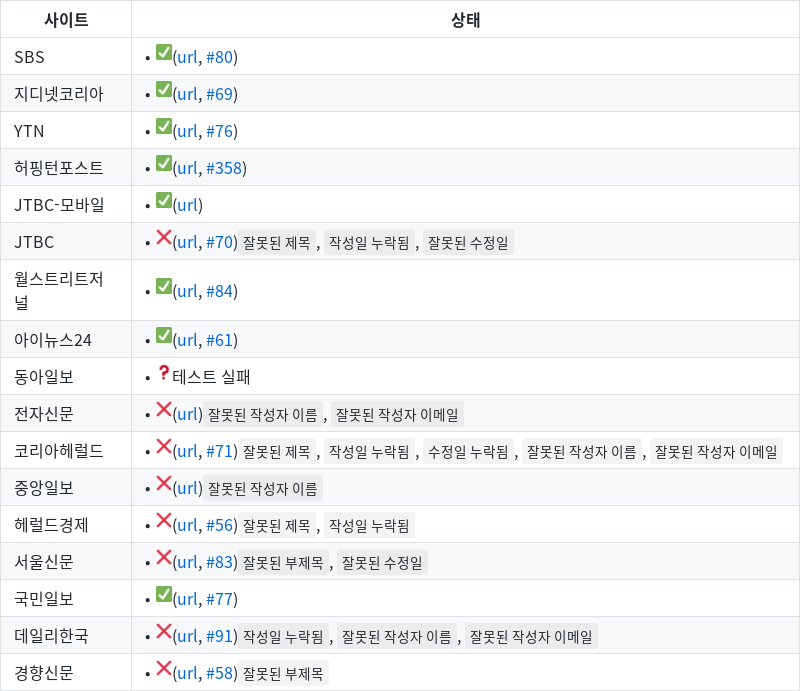 사이트 상태
SBS • ✅(url, #80)
지디넷코리아 • ✅(url, #69)
YTN • ✅(url, #76)
허핑턴포스트 • ✅(url, #358)
JTBC-모바일 • ✅(url)
JTBC • ❌(url, #70) 잘못된 제목 , 작성일 누락됨 , 잘못된 수정일
월스트리트저
널 • ✅(url, #84)
아이뉴스24 • ✅(url, #61)
동아일보 • ❓테스트 실패
전자신문 • ❌(url) 잘못된 작성자 이름 , 잘못된 작성자 이메일
코리아헤럴드 • ❌(url, #71) 잘못된 제목 , 작성일 누락됨 , 수정일 누락됨 , 잘못된 작성자 이름 , 잘못된 작성자 이메일
중앙일보 • ❌(url) 잘못된 작성자 이름
헤럴드경제 • ❌(url, #56) 잘못된 제목 , 작성일 누락됨
서울신문 • ❌(url, #83) 잘못된 부제목 , 잘못된 수정일
국민일보 • ✅(url, #77)
데일리한국 • ❌(url, #91) 작성일 누락됨 , 잘못된 작성자 이름 , 잘못된 작성자 이메일
경향신문 • ❌(url, #58) 잘못된 부제목